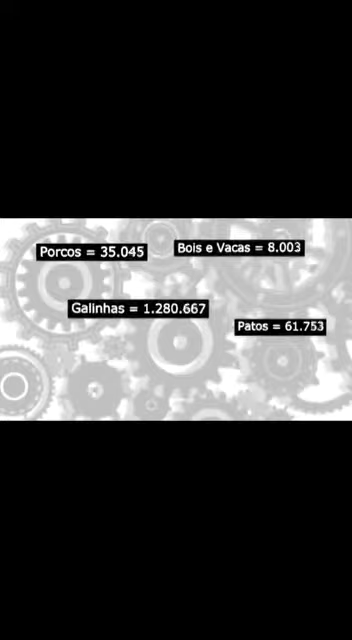 Porcos = 35.045
Bois e Vacas = 8.003
Galinhas = 1.280.667
Patos = 61.753